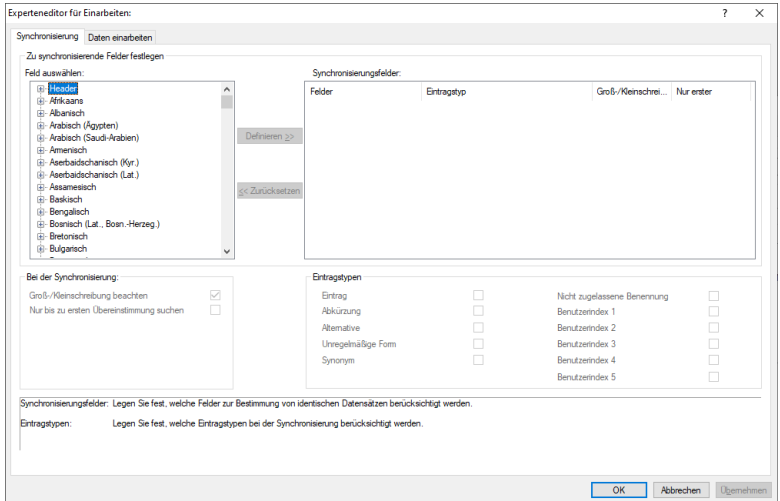 Experteneditor für Einarbeiten:
Synchronisierung
Daten einarbeiten
Zu synchronisierende Felder festlegen
Feld auswählen:
Header
Afrikaans
Albanisch
Arabisch (Ägypten)
Arabisch (Saudi-Arabien)
Armenisch
Aserbaidschanisch (Kyr.)
Aserbaidschanisch (Lat.)
Assamesisch
Baskisch
Bengalisch
Bosnisch (Lat., Bosn.-Herzeg.)
Bretonisch
Bulgarisch
Definieren >>
<< Zurücksetzen
Synchronisierungsfelder:
Felder Eintragstyp Groß-/Kleinschrei... Nur erster
Bei der Synchronisierung:
Groß-/Kleinschreibung beachten
Nur bis zu ersten Übereinstimmung suchen
Eintragstypen
Eintrag
Abkürzung
Alternative
Unregelmäßige Form
Synonym
Nicht zugelassene Benennung
Benutzerindex 1
Benutzerindex 2
Benutzerindex 3
Benutzerindex 4
Benutzerindex 5
Synchronisierungsfelder: Legen Sie fest, welche Felder zur Bestimmung von identischen Datensätzen berücksichtigt werden.
Eintragstypen: Legen Sie fest, welche Eintragstypen bei der Synchronisierung berücksichtigt werden.
OK
Abbrechen
Übernehmen